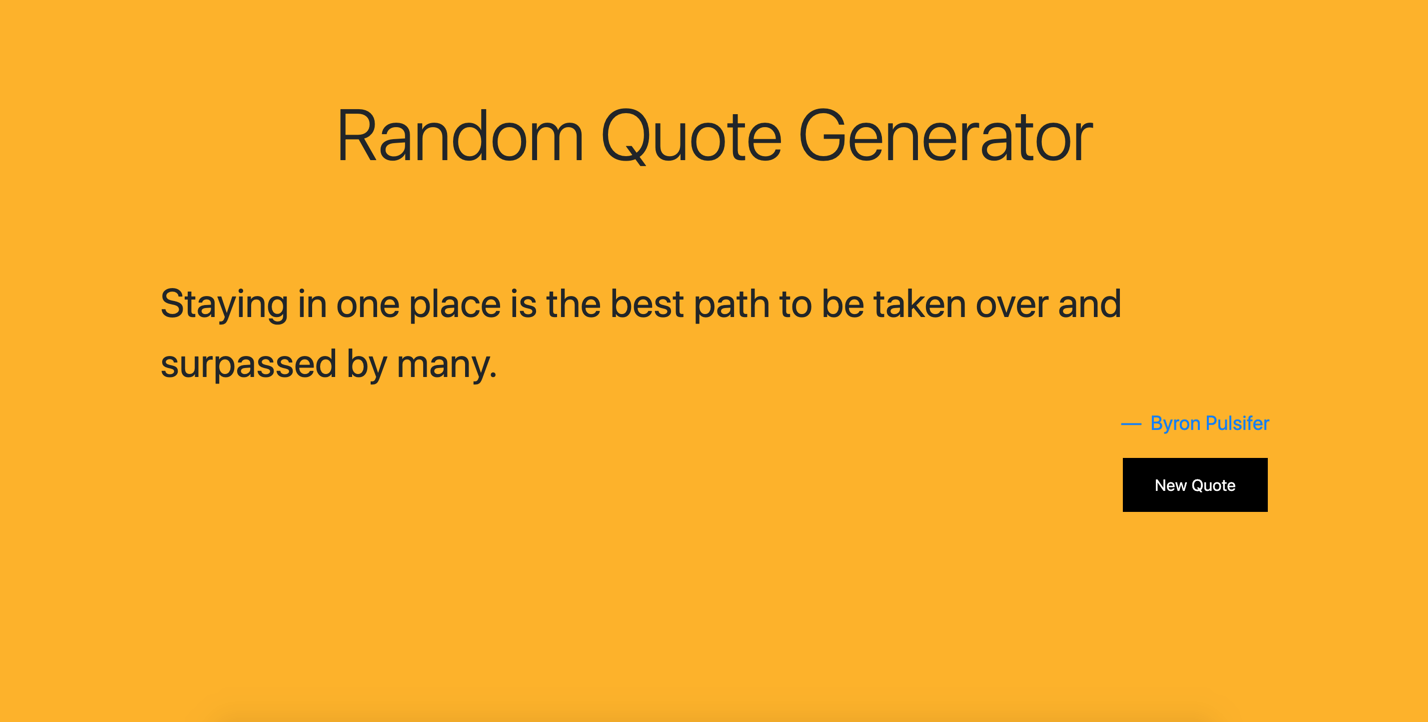 Random Quote Generator
Staying in one place is the best path to be taken over and
surpassed by many.
— Byron Pulsifer
New Quote